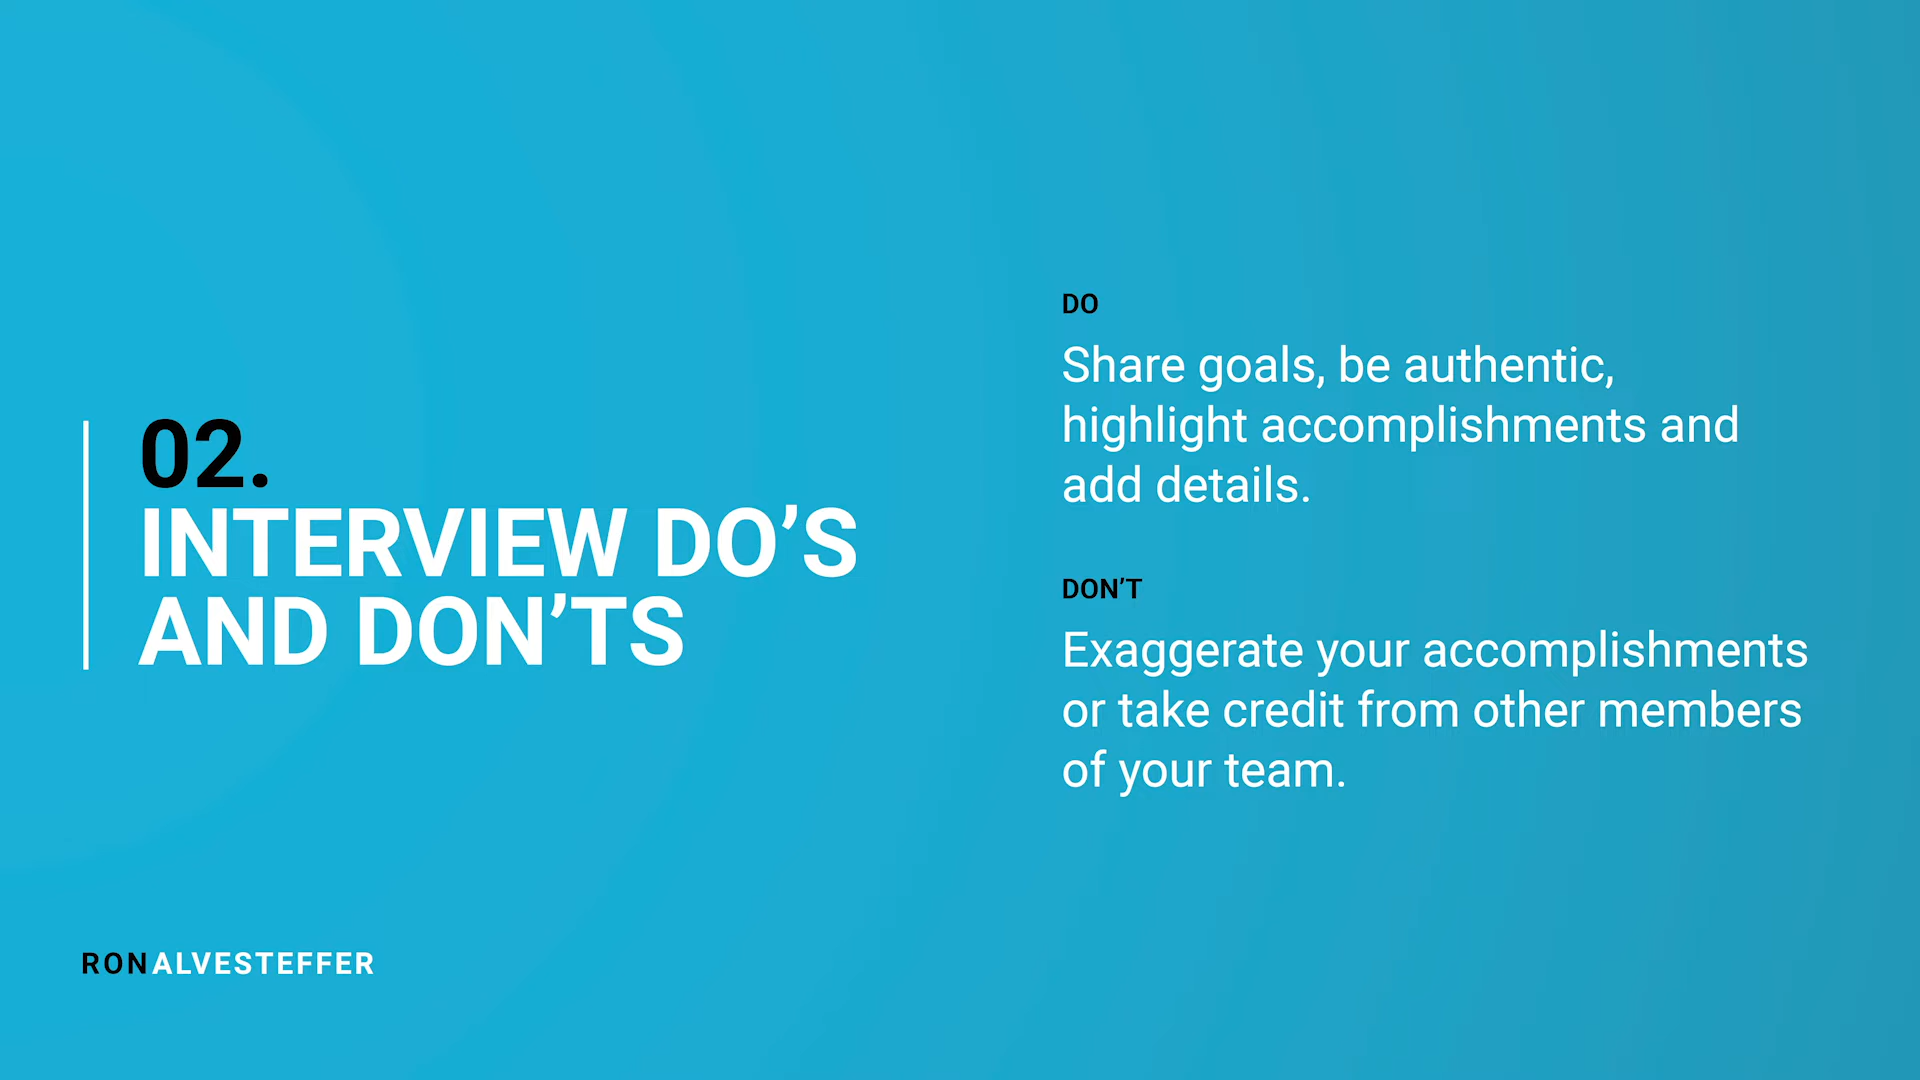 02.
INTERVIEW DO’S
AND DON’TS
DO
Share goals, be authentic,
highlight accomplishments and
add details.
DON’T
Exaggerate your accomplishments
or take credit from other members
of your team.
RONALVESTEFFER